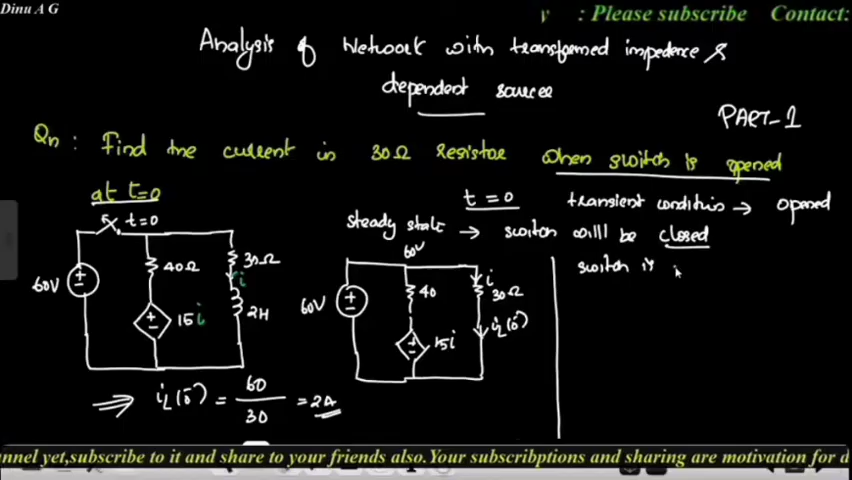 Dinu A G
y : Please subscribe Contact:
Analysis of Network with transformed impedence &
dependent source
PART-1
Qn: Find the current in 30Ω resistor when switch is opened
at t=0
t = 0 transient condition → opened
steady state → switch will be closed
switch is
S t=0
60V
40Ω
30Ω
i
15i
2H
60V
60V
40
i
30Ω
iL(0-)
15i
⇒ iL(0-) = 60 / 30 = 2A
nnel yet,subscribe to it and share to your friends also.Your subscribptions and sharing are motivation for d